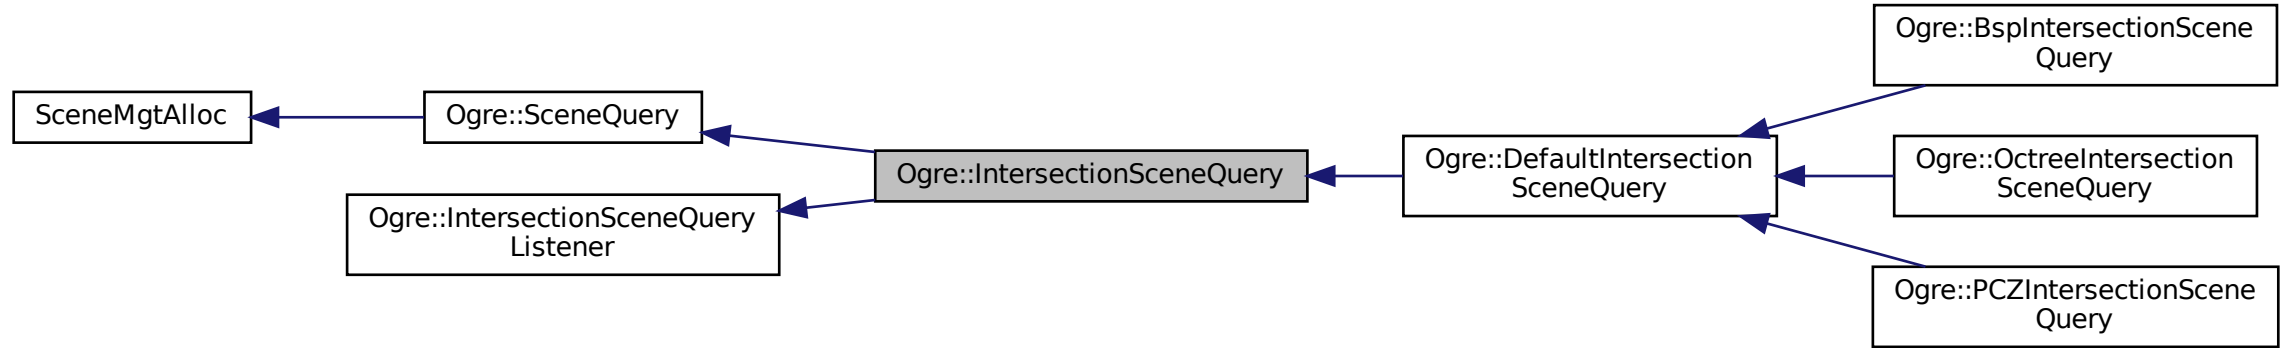 SceneMgtAlloc
Ogre::SceneQuery
Ogre::IntersectionSceneQuery
Listener
Ogre::IntersectionSceneQuery
Ogre::DefaultIntersection
SceneQuery
Ogre::BspIntersectionScene
Query
Ogre::OctreeIntersection
SceneQuery
Ogre::PCZIntersectionScene
Query